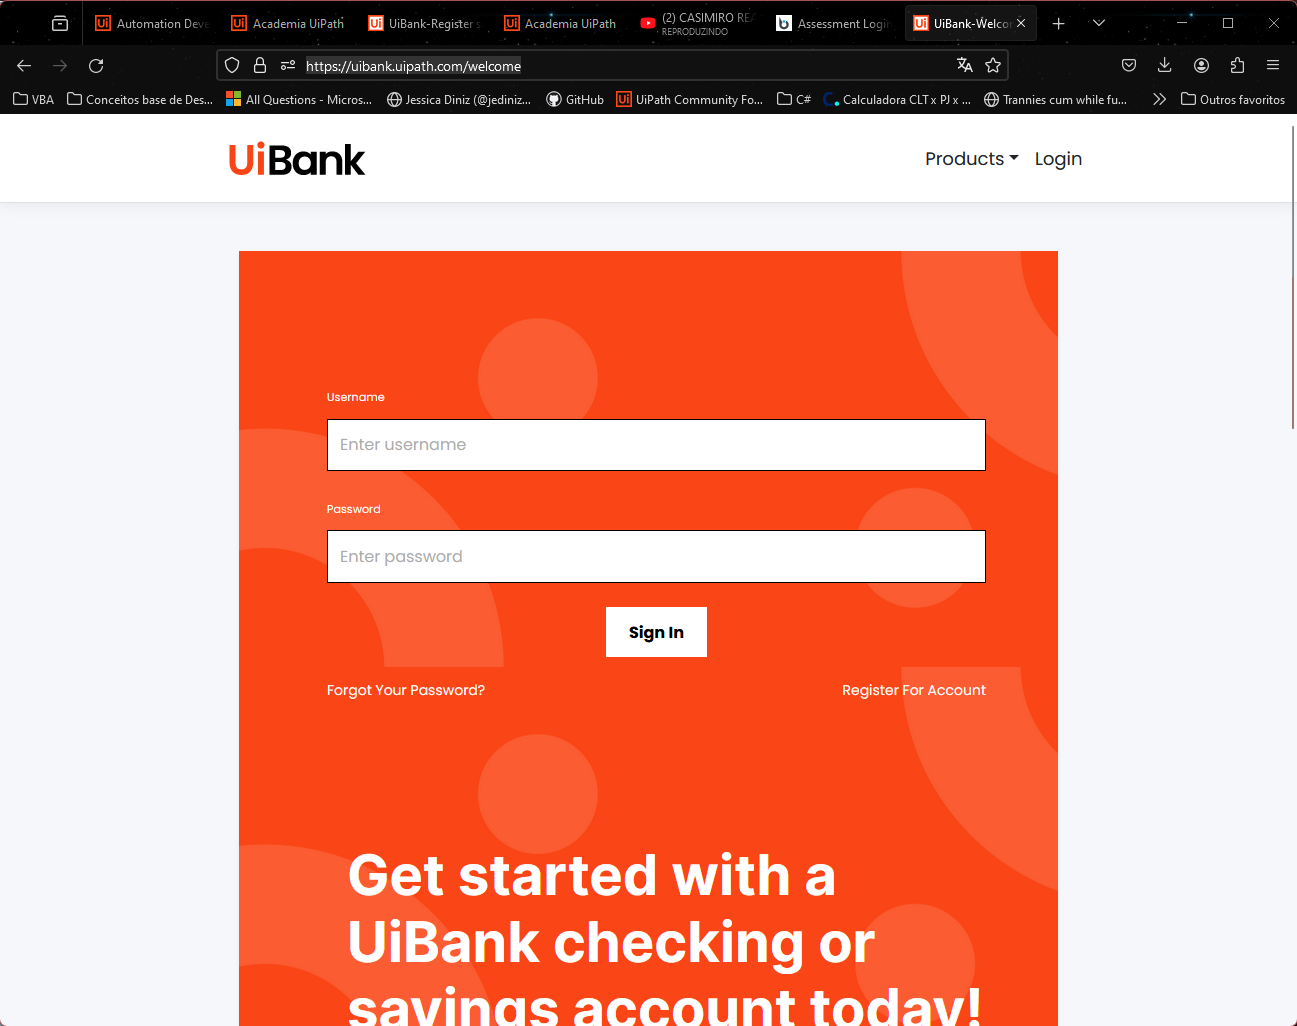 Automation Deve
Academia UiPath
UiBank-Register s
Academia UiPath
(2) CASIMIRO REA
REPRODUZINDO
Assessment Login
UiBank-Welcom
https://uibank.uipath.com/welcome
VBA
Conceitos base de Des...
All Questions - Micros...
Jessica Diniz (@jediniz...
GitHub
UiPath Community Fo...
C#
Calculadora CLT x PJ x ...
Trannies cum while fu...
Outros favoritos
UiBank
Products
Login
Username
Enter username
Password
Enter password
Sign In
Forgot Your Password?
Register For Account
Get started with a
UiBank checking or
savings account today!